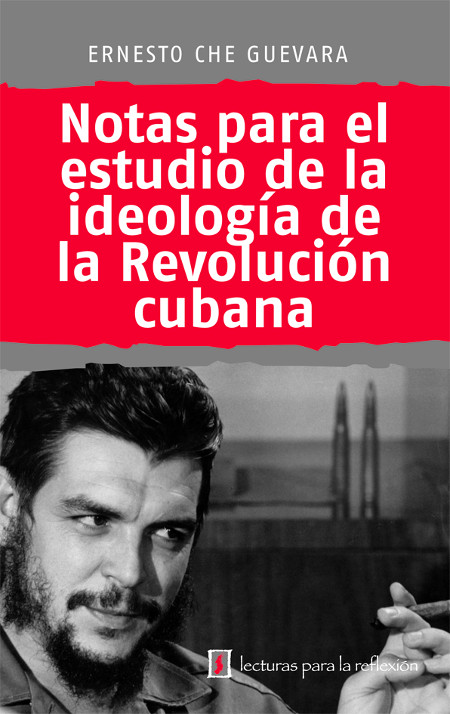 ERNESTO CHE GUEVARA
Notas para el
estudio de la
ideología de
la Revolución
cubana
lecturas para la reflexión